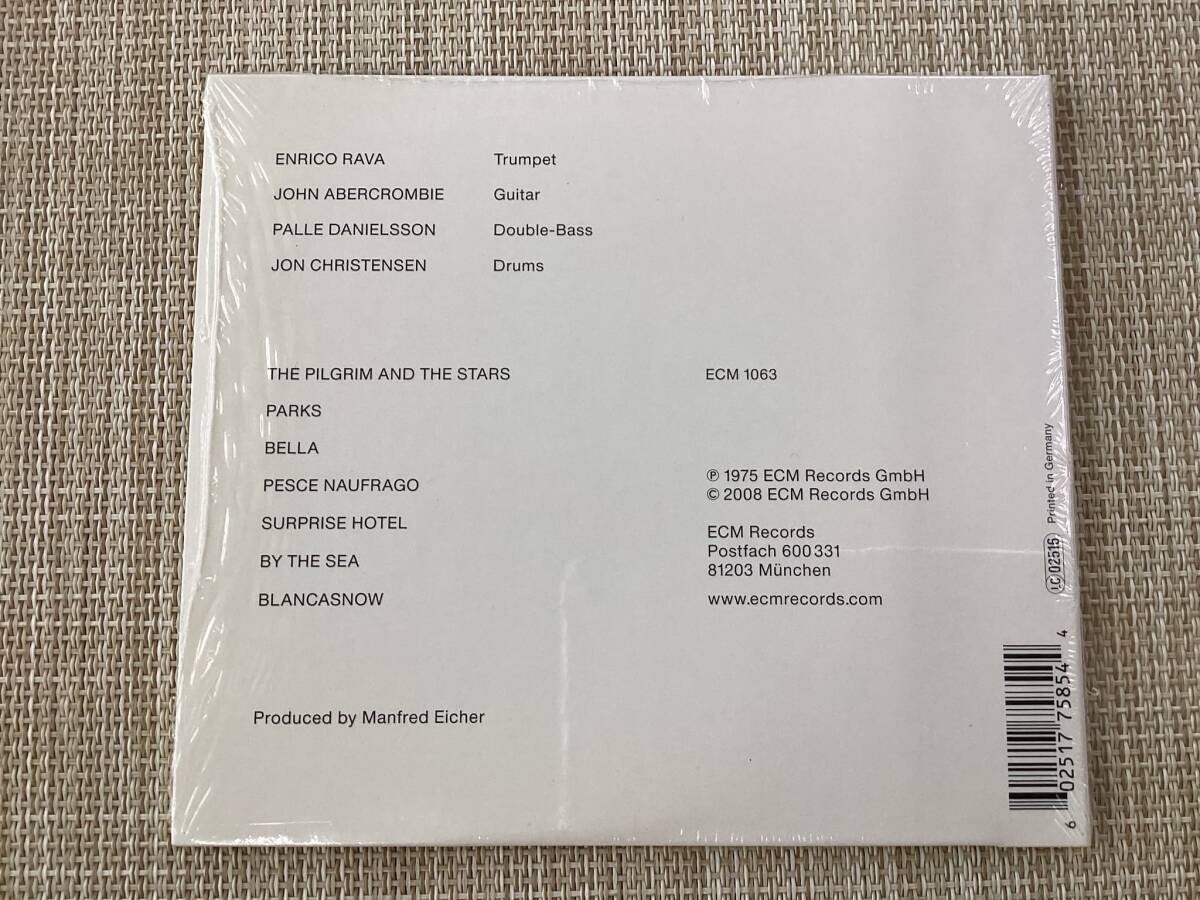 ENRICO RAVA Trumpet
JOHN ABERCROMBIE Guitar
PALLE DANIELSSON Double-Bass
JON CHRISTENSEN Drums
THE PILGRIM AND THE STARS
PARKS
BELLA
PESCE NAUFRAGO
SURPRISE HOTEL
BY THE SEA
BLANCASNOW
Produced by Manfred Eicher
ECM 1063
℗ 1975 ECM Records GmbH
© 2008 ECM Records GmbH
ECM Records
Postfach 600 331
81203 München
www.ecmrecords.com
LC 02516 Printed in Germany
6 02517 75854 4